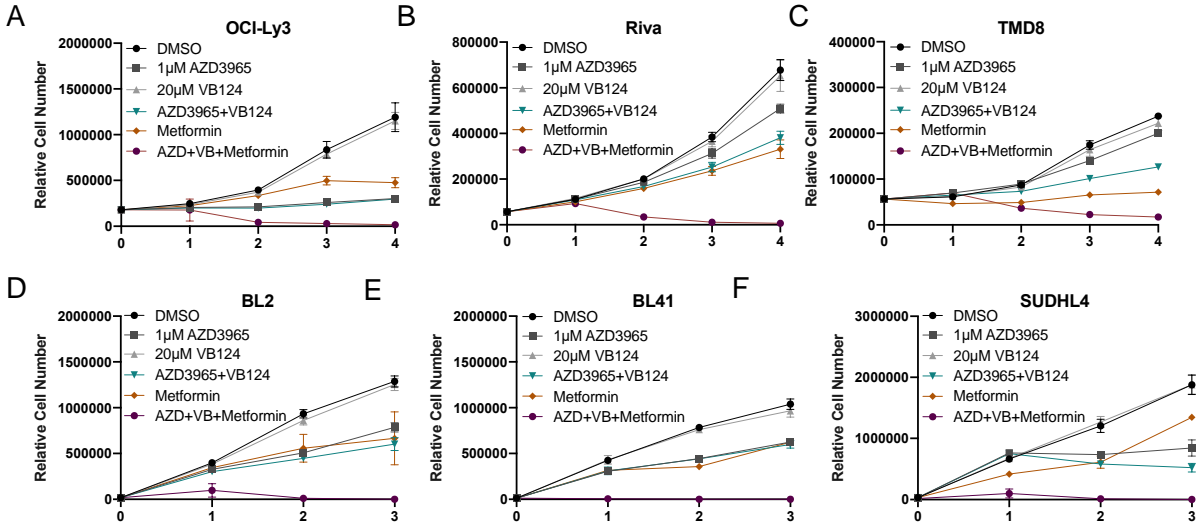 A
OCI-Ly3
Relative Cell Number
2000000
1500000
1000000
500000
0
0 1 2 3 4
DMSO
1µM AZD3965
20µM VB124
AZD3965+VB124
Metformin
AZD+VB+Metformin
B
Riva
Relative Cell Number
800000
600000
400000
200000
0
0 1 2 3 4
DMSO
1µM AZD3965
20µM VB124
AZD3965+VB124
Metformin
AZD+VB+Metformin
C
TMD8
Relative Cell Number
400000
300000
200000
100000
0
0 1 2 3 4
DMSO
1µM AZD3965
20µM VB124
AZD3965+VB124
Metformin
AZD+VB+Metformin
D
BL2
Relative Cell Number
2000000
1500000
1000000
500000
0
0 1 2 3
DMSO
1µM AZD3965
20µM VB124
AZD3965+VB124
Metformin
AZD+VB+Metformin
E
BL41
Relative Cell Number
2000000
1500000
1000000
500000
0
0 1 2 3
DMSO
1µM AZD3965
20µM VB124
AZD3965+VB124
Metformin
AZD+VB+Metformin
F
SUDHL4
Relative Cell Number
3000000
2000000
1000000
0
0 1 2 3
DMSO
1µM AZD3965
20µM VB124
AZD3965+VB124
Metformin
AZD+VB+Metformin